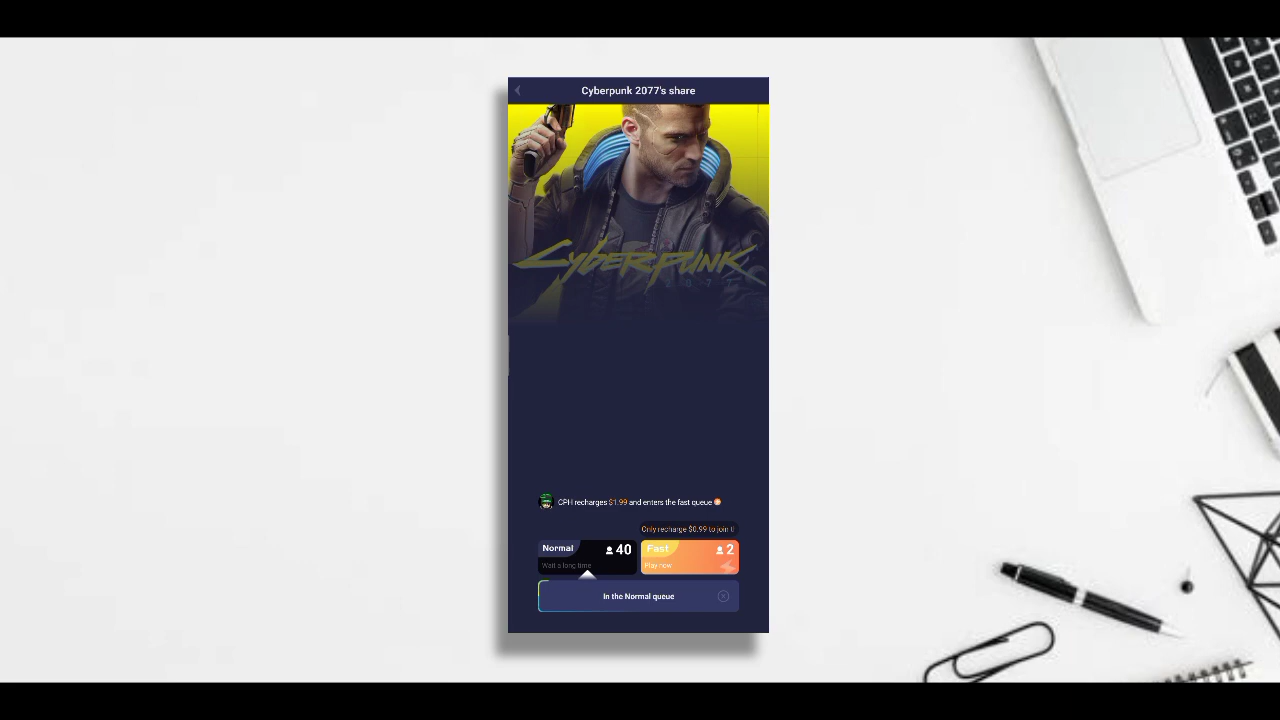 Cyberpunk 2077's share
Cyberpunk
2077
CPH recharges $1.99 and enters the fast queue
Only recharge $0.99 to join
Normal 40
Wait a long time
Fast 2
Play now
In the Normal queue